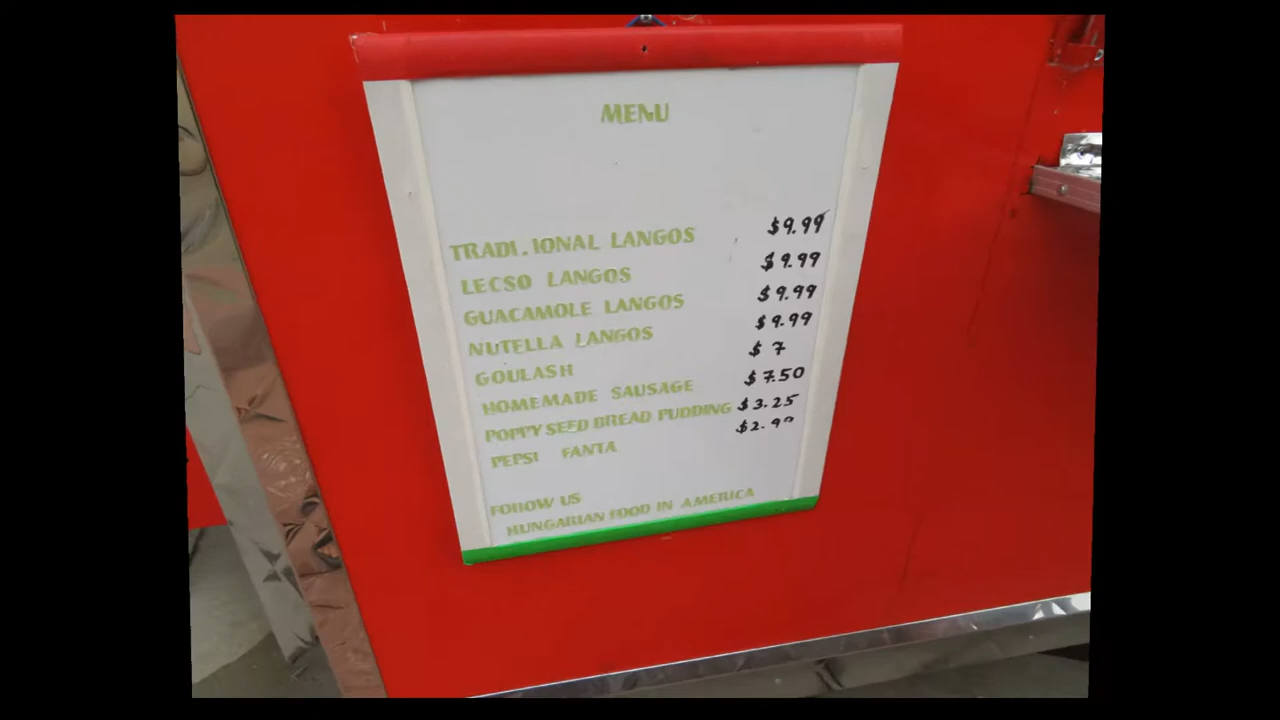 MENU
TRADI.IONAL LANGOS $9.99
LECSO LANGOS $9.99
GUACAMOLE LANGOS $9.99
NUTELLA LANGOS $9.99
GOULASH $7
HOMEMADE SAUSAGE $7.50
POPPY SEED BREAD PUDDING $3.25
PEPSI FANTA $2.99
FOLLOW US
HUNGARIAN FOOD IN AMERICA